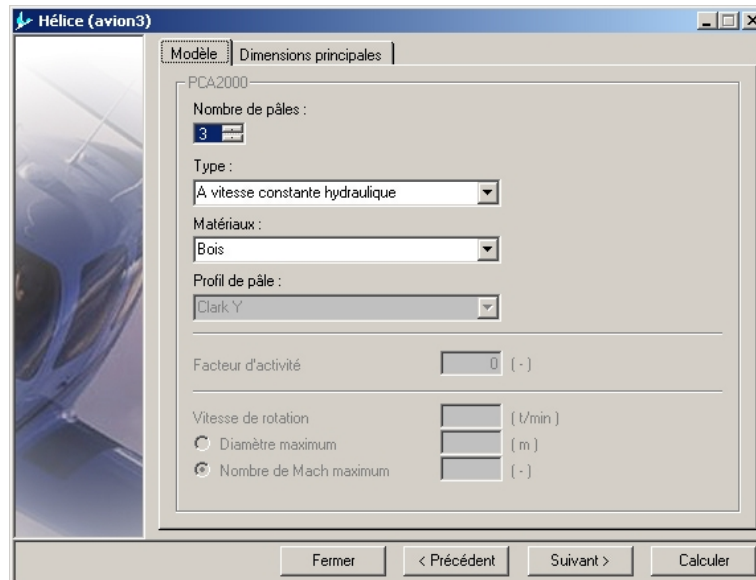 Hélice (avion3)
Modèle
Dimensions principales
PCA2000
Nombre de pâles :
3
Type :
A vitesse constante hydraulique
Matériaux :
Bois
Profil de pâle :
Clark Y
Facteur d'activité 0 ( - )
Vitesse de rotation ( t/min )
Diamètre maximum ( m )
Nombre de Mach maximum ( - )
Fermer
< Précédent
Suivant >
Calculer